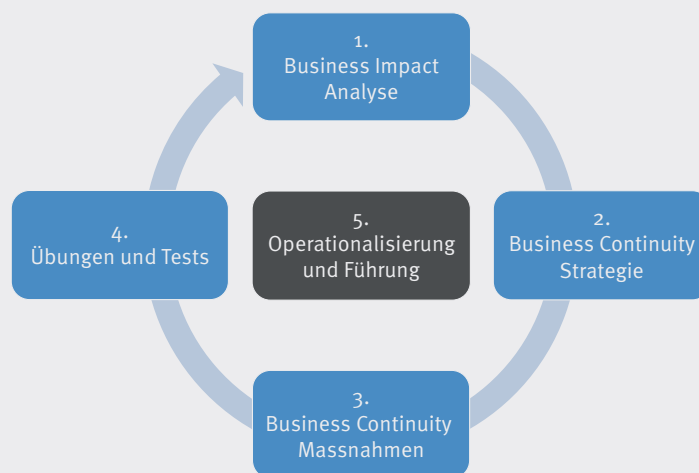 1.
Business Impact
Analyse
2.
Business Continuity
Strategie
3.
Business Continuity
Massnahmen
4.
Übungen und Tests
5.
Operationalisierung
und Führung